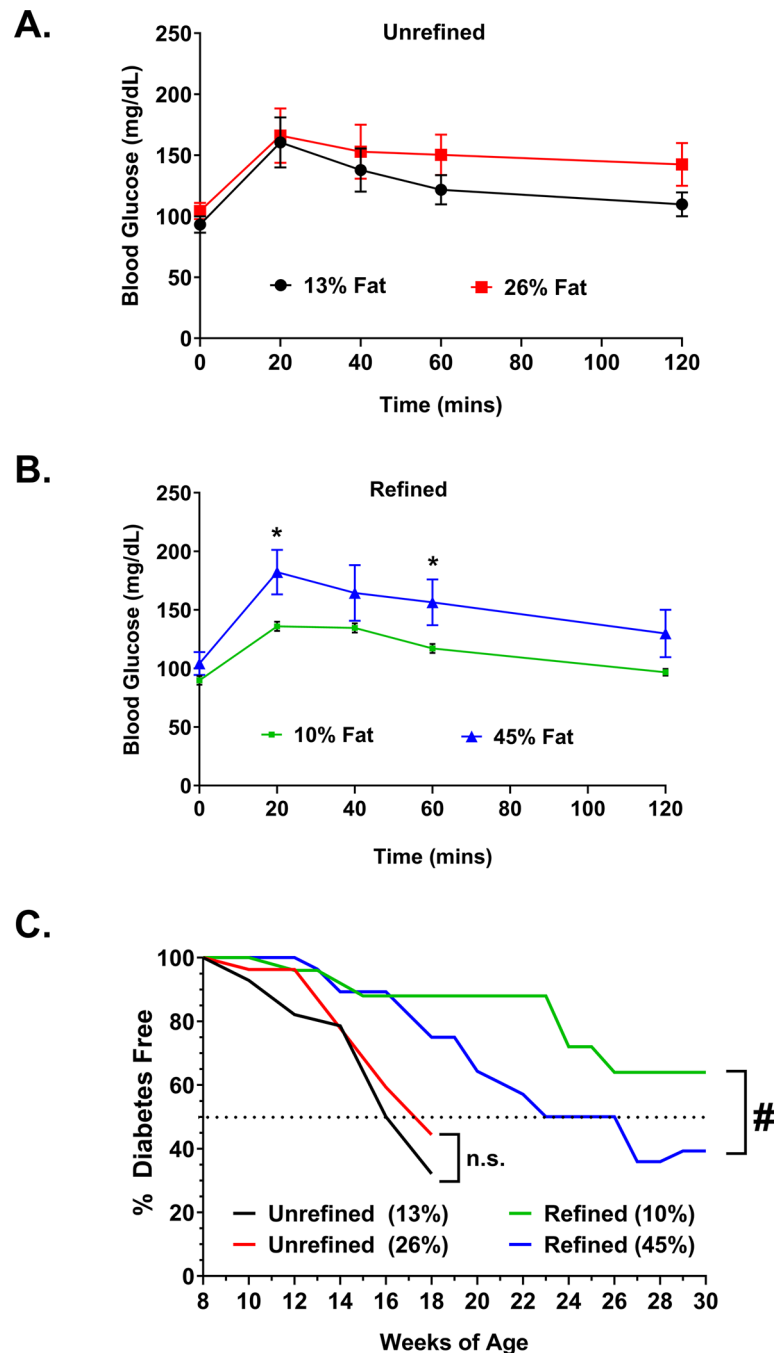 A.
Unrefined
Blood Glucose (mg/dL)
250
200
150
100
50
0
13% Fat
26% Fat
0 20 40 60 80 100 120
Time (mins)
B.
Refined
Blood Glucose (mg/dL)
250
200
150
100
50
0
*
*
10% Fat
45% Fat
0 20 40 60 80 100 120
Time (mins)
C.
% Diabetes Free
100
80
60
40
20
0
#
n.s.
Unrefined (13%)
Refined (10%)
Unrefined (26%)
Refined (45%)
8 10 12 14 16 18 20 22 24 26 28 30
Weeks of Age